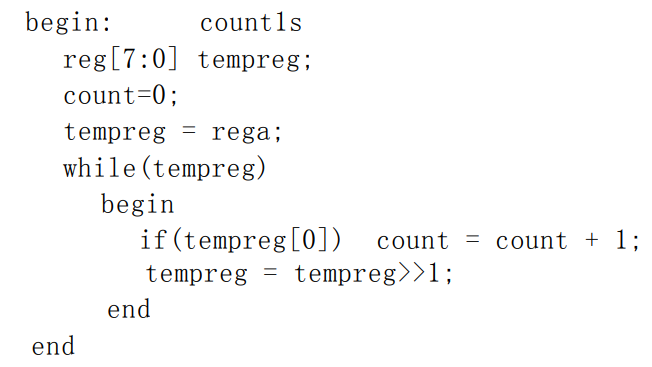 begin: count1s
reg[7:0] tempreg;
count=0;
tempreg = rega;
while(tempreg)
begin
if(tempreg[0]) count = count + 1;
tempreg = tempreg>>1;
end
end